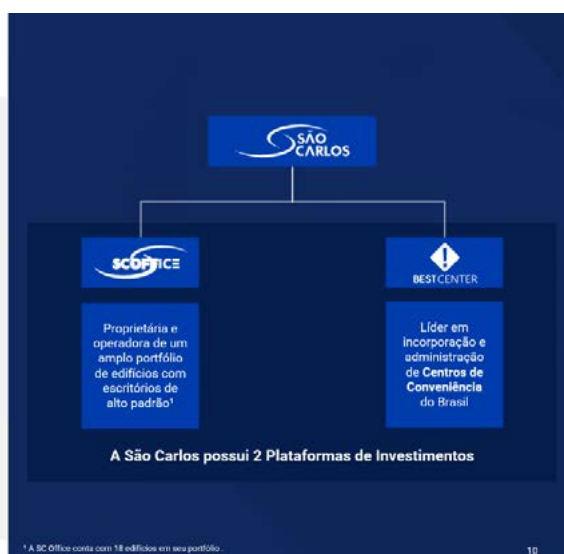 SÃO
CARLOS
SCOFFICE
BESTCENTER
Proprietária e
operadora de um
amplo portfólio
de edifícios com
escritórios de
alto padrão¹
Líder em
incorporação e
administração
de Centros de
Conveniência
do Brasil
A São Carlos possui 2 Plataformas de Investimentos
¹ A SC Office conta com 18 edifícios em seu portfólio .
10